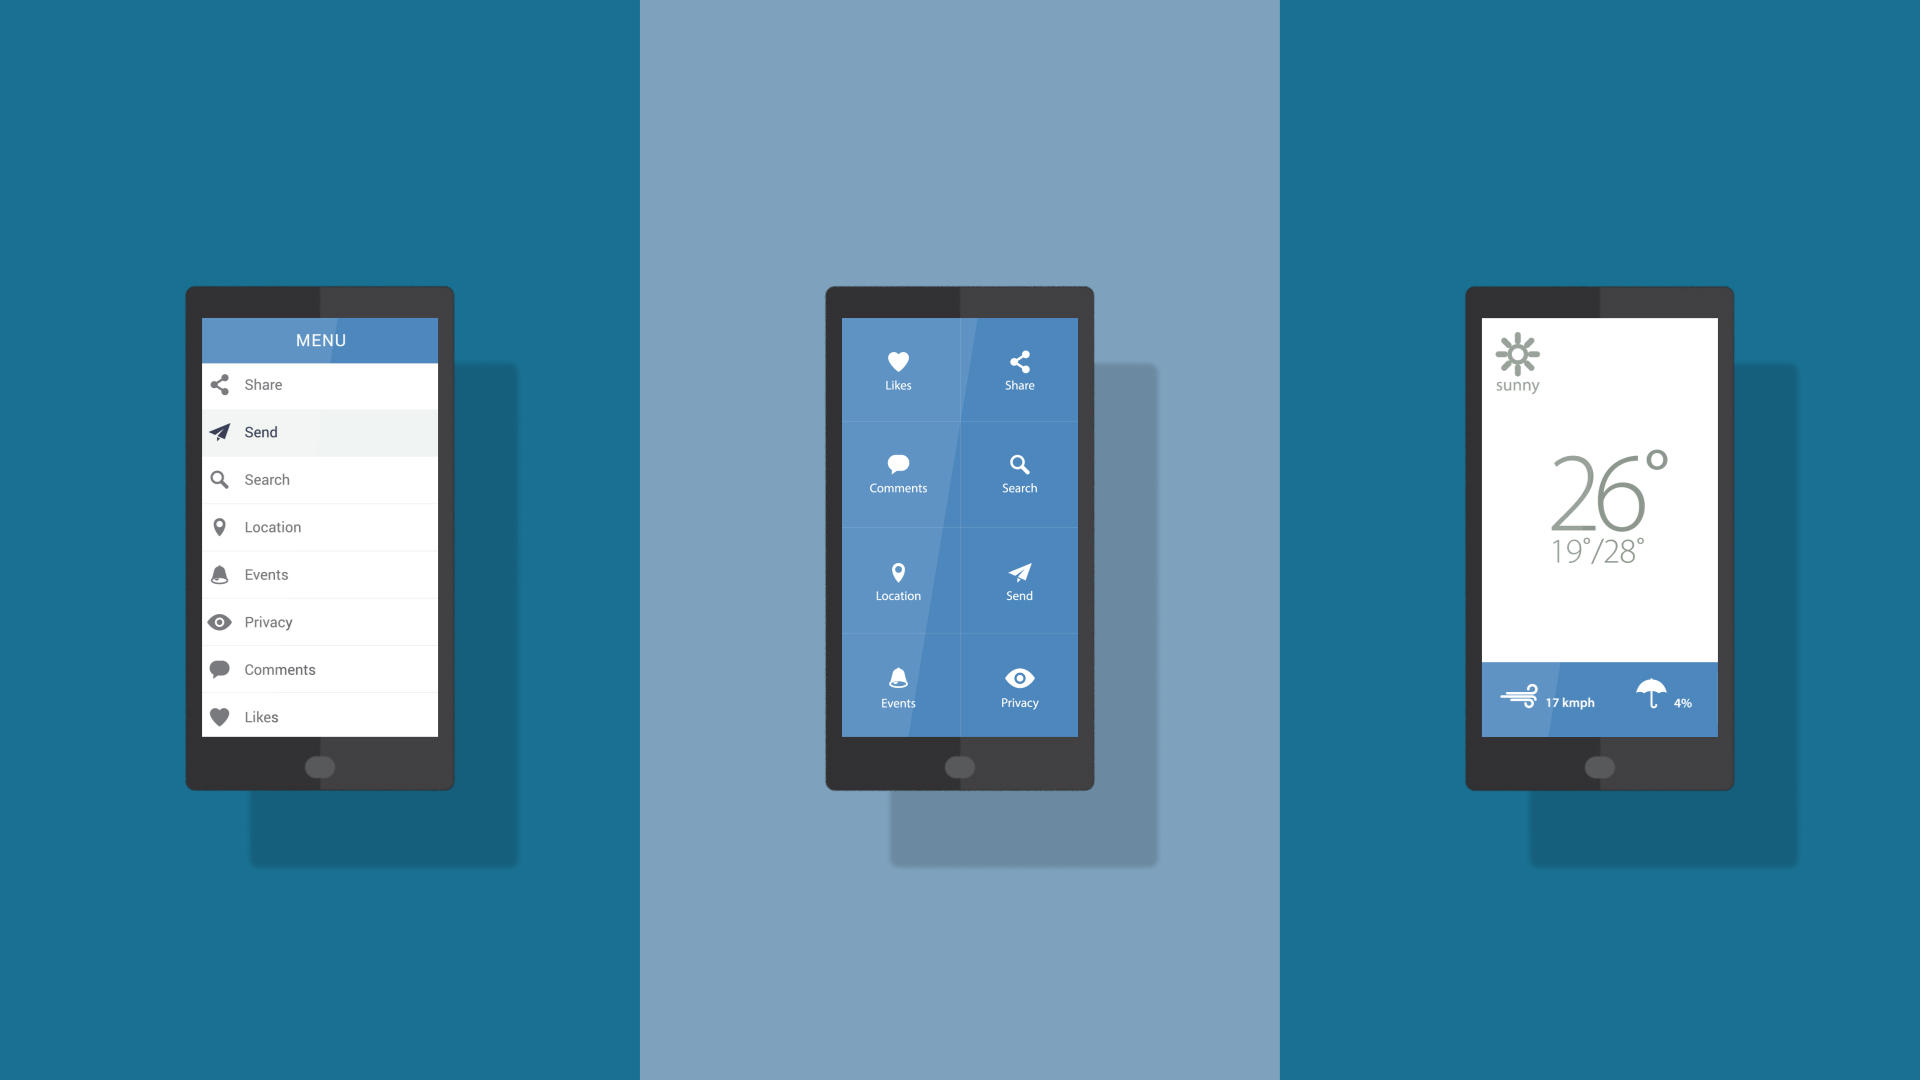 MENU
Share
Send
Search
Location
Events
Privacy
Comments
Likes
Likes
Share
Comments
Search
Location
Send
Events
Privacy
sunny
26°
19°/28°
17 kmph
4%